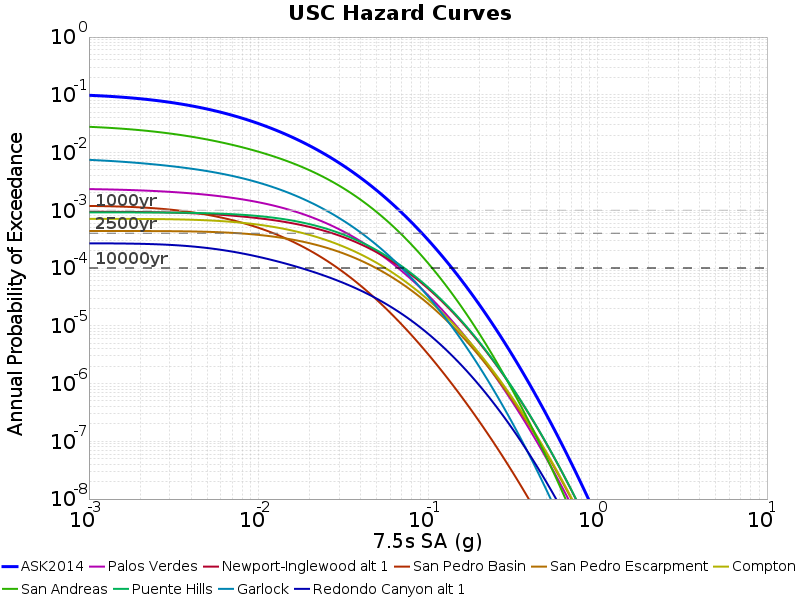 USC Hazard Curves
Annual Probability of Exceedance
10^0
10^-1
10^-2
10^-3
10^-4
10^-5
10^-6
10^-7
10^-8
1000yr
2500yr
10000yr
10^-3 10^-2 10^-1 10^0 10^1
7.5s SA (g)
ASK2014 Palos Verdes Newport-Inglewood alt 1 San Pedro Basin San Pedro Escarpment Compton
San Andreas Puente Hills Garlock Redondo Canyon alt 1